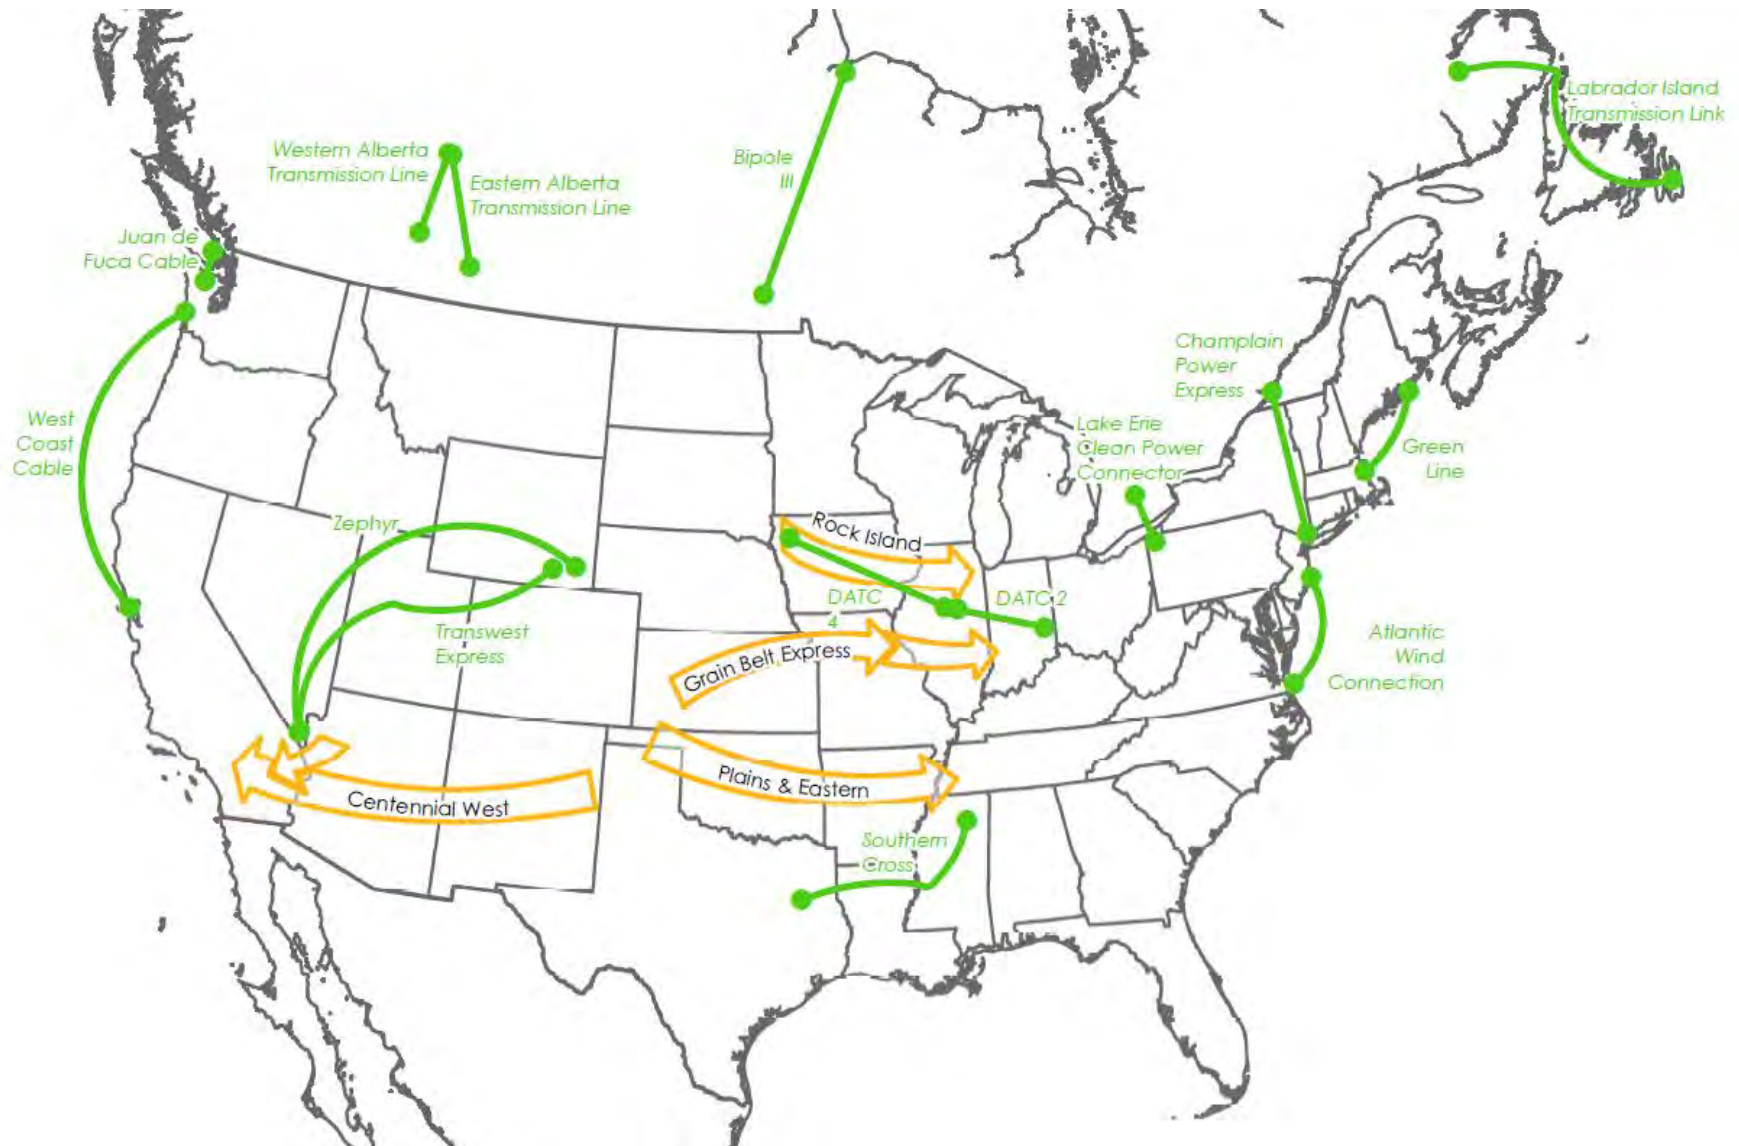 Labrador Island
Transmission Link
Western Alberta
Transmission Line
Bipole
III
Eastern Alberta
Transmission Line
Juan de
Fuca Cable
Champlain
Power
Express
West
Coast
Cable
Lake Erie
Clean Power
Connector
Green
Line
Zephyr
Rock Island
DATC
4
DATC 2
Transwest
Express
Atlantic
Wind
Connection
Grain Belt Express
Plains & Eastern
Centennial West
Southern
Cross